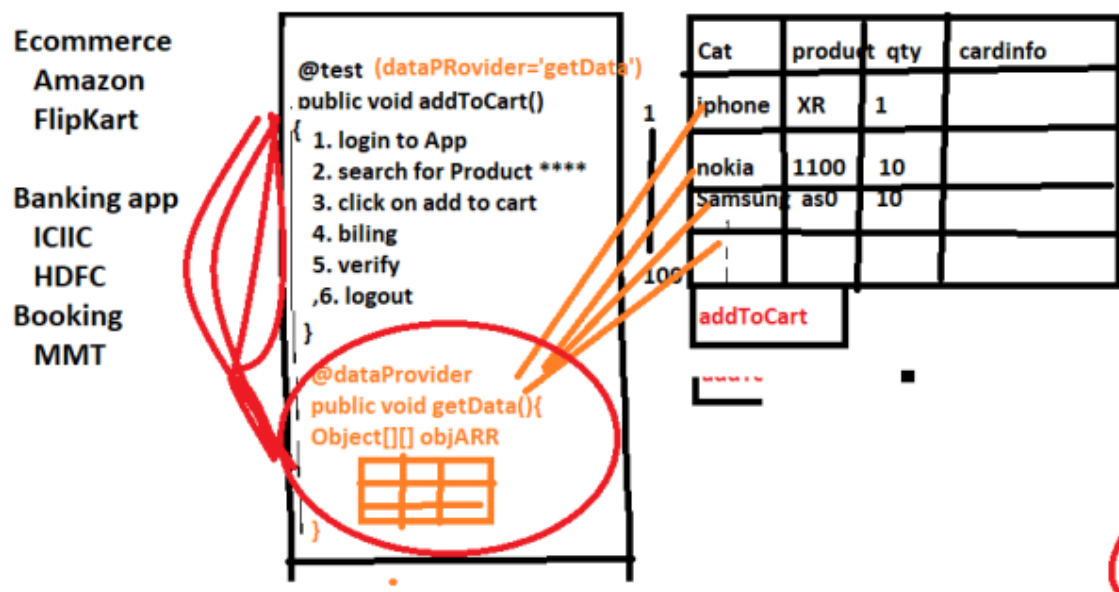 Ecommerce
Amazon
FlipKart
Banking app
ICIIC
HDFC
Booking
MMT
@test (dataPRovider='getData')
public void addToCart()
{
1. login to App
2. search for Product ****
3. click on add to cart
4. biling
5. verify
,6. logout
}
@dataProvider
public void getData(){
Object[][] objARR
}
1
100
Cat product qty cardinfo
iphone XR 1
nokia 1100 10
Samsung as0 10
addToCart